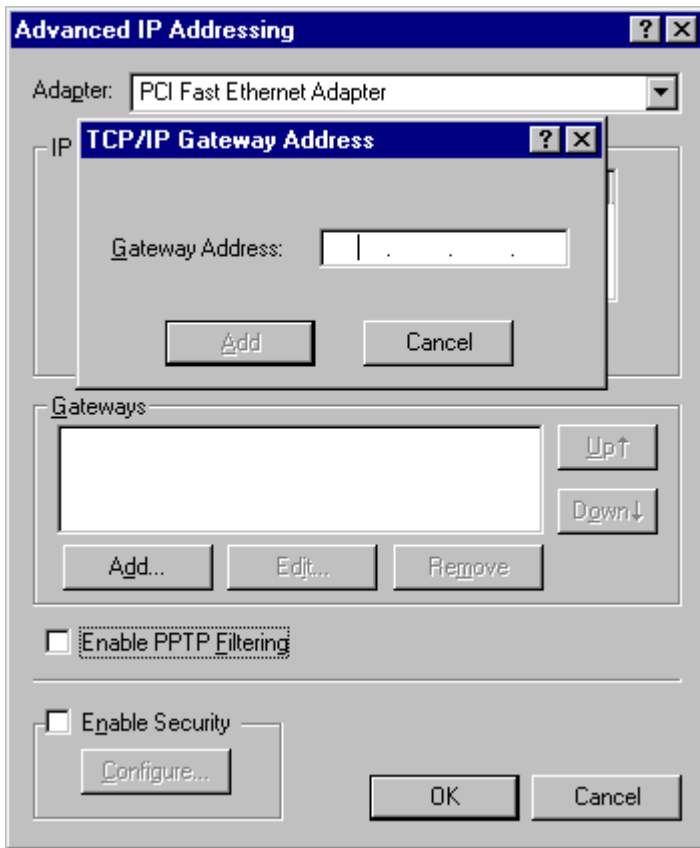 Advanced IP Addressing
Adapter: PCI Fast Ethernet Adapter
IP
TCP/IP Gateway Address
Gateway Address: . . .
Add Cancel
Gateways
Up↑
Down↓
Add... Edit... Remove
Enable PPTP Filtering
Enable Security
Configure...
OK Cancel